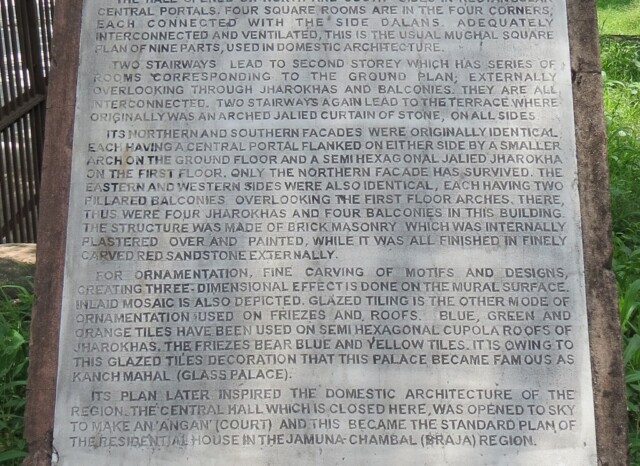 CENTRAL PORTALS. FOUR SQUARE ROOMS ARE IN THE FOUR CORNERS,
EACH CONNECTED WITH THE SIDE DALANS. ADEQUATELY
INTERCONNECTED AND VENTILATED, THIS IS THE USUAL MUGHAL SQUARE
PLAN OF NINE PARTS, USED IN DOMESTIC ARCHITECTURE.
TWO STAIRWAYS LEAD TO SECOND STOREY WHICH HAS SERIES OF
ROOMS CORRESPONDING TO THE GROUND PLAN, EXTERNALLY
OVERLOOKING THROUGH JHAROKHAS AND BALCONIES. THEY ARE ALL
INTERCONNECTED. TWO STAIRWAYS AGAIN LEAD TO THE TERRACE WHERE
ORIGINALLY WAS AN ARCHED JALIED CURTAIN OF STONE, ON ALL SIDES
ITS NORTHERN AND SOUTHERN FACADES WERE ORIGINALLY IDENTICAL
EACH HAVING A CENTRAL PORTAL FLANKED ON EITHER SIDE BY A SMALLER
ARCH ON THE GROUND FLOOR AND A SEMI HEXAGONAL JALIED JHAROKHA
ON THE FIRST FLOOR. ONLY THE NORTHERN FACADE HAS SURVIVED. THE
EASTERN AND WESTERN SIDES WERE ALSO IDENTICAL, EACH HAVING TWO
PILLARED BALCONIES OVERLOOKING THE FIRST FLOOR ARCHES. THERE,
THUS WERE FOUR JHAROKHAS AND FOUR BALCONIES IN THIS BUILDING.
THE STRUCTURE WAS MADE OF BRICK MASONRY WHICH WAS INTERNALLY
PLASTERED OVER AND PAINTED, WHILE IT WAS ALL FINISHED IN FINELY
CARVED RED SANDSTONE EXTERNALLY.
FOR ORNAMENTATION, FINE CARVING OF MOTIFS AND DESIGNS,
CREATING THREE-DIMENSIONAL EFFECT IS DONE ON THE MURAL SURFACE.
INLAID MOSAIC IS ALSO DEPICTED. GLAZED TILING IS THE OTHER MODE OF
ORNAMENTATION USED ON FRIEZES AND ROOFS. BLUE, GREEN AND
ORANGE TILES HAVE BEEN USED ON SEMI HEXAGONAL CUPOLA ROOFS OF
JHAROKHAS. THE FRIEZES BEAR BLUE AND YELLOW TILES. IT IS OWING TO
THIS GLAZED TILES DECORATION THAT THIS PALACE BECAME FAMOUS AS
KANCH MAHAL (GLASS PALACE).
ITS PLAN LATER INSPIRED THE DOMESTIC ARCHITECTURE OF THE
REGION. THE CENTRAL HALL WHICH IS CLOSED HERE, WAS OPENED TO SKY
TO MAKE AN 'ANGAN' (COURT) AND THIS BECAME THE STANDARD PLAN OF
THE RESIDENTIAL HOUSE IN THE JAMUNA-CHAMBAL (BRAJA) REGION.